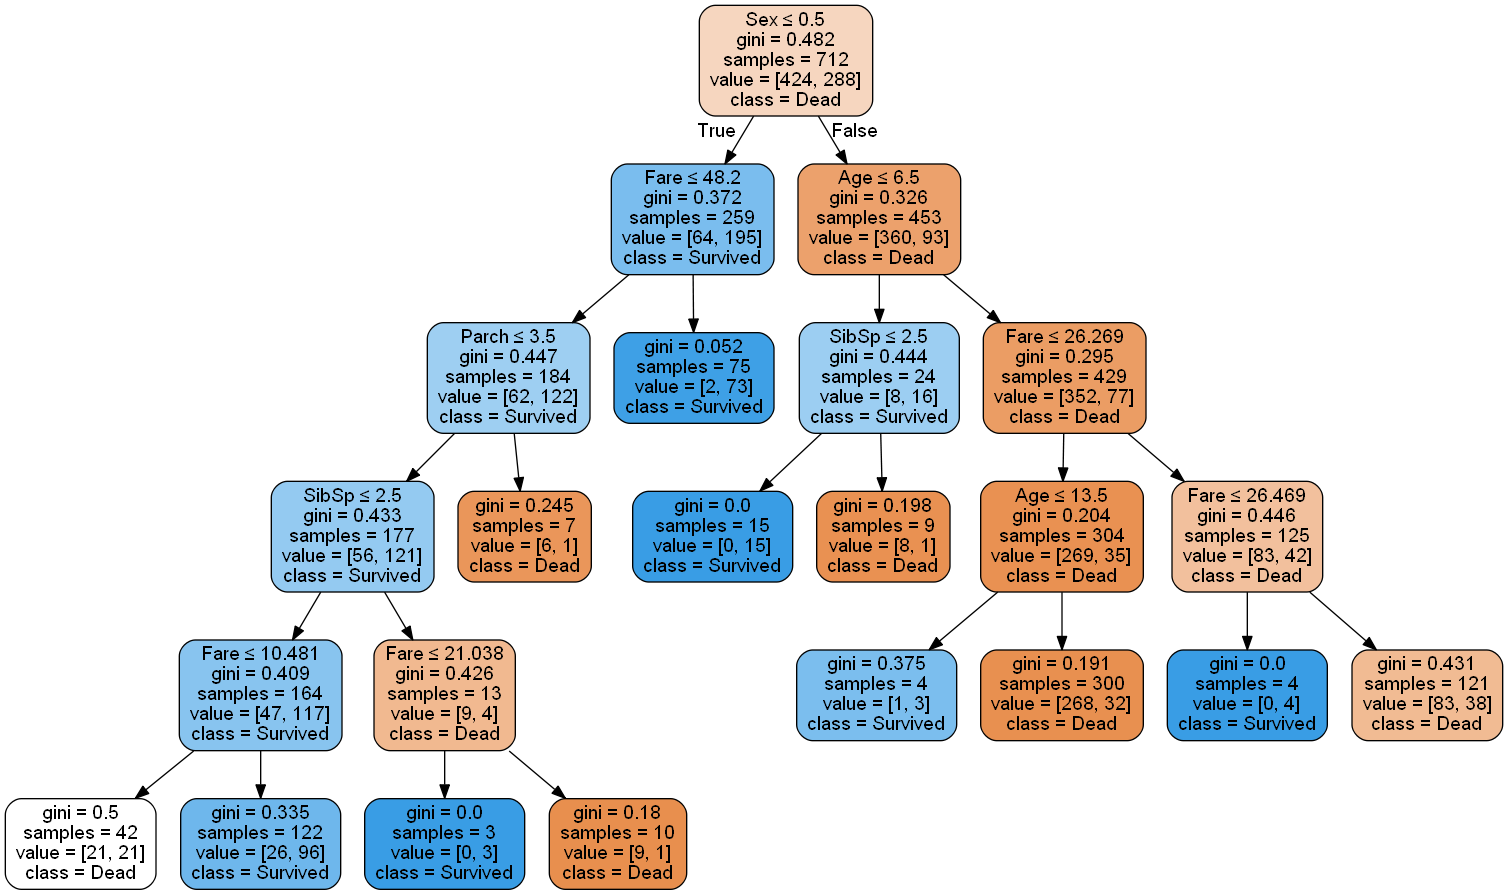 Sex ≤ 0.5
gini = 0.482
samples = 712
value = [424, 288]
class = Dead
True
False
Fare ≤ 48.2
gini = 0.372
samples = 259
value = [64, 195]
class = Survived
Age ≤ 6.5
gini = 0.326
samples = 453
value = [360, 93]
class = Dead
Parch ≤ 3.5
gini = 0.447
samples = 184
value = [62, 122]
class = Survived
gini = 0.052
samples = 75
value = [2, 73]
class = Survived
SibSp ≤ 2.5
gini = 0.444
samples = 24
value = [8, 16]
class = Survived
Fare ≤ 26.269
gini = 0.295
samples = 429
value = [352, 77]
class = Dead
SibSp ≤ 2.5
gini = 0.433
samples = 177
value = [56, 121]
class = Survived
gini = 0.245
samples = 7
value = [6, 1]
class = Dead
gini = 0.0
samples = 15
value = [0, 15]
class = Survived
gini = 0.198
samples = 9
value = [8, 1]
class = Dead
Age ≤ 13.5
gini = 0.204
samples = 304
value = [269, 35]
class = Dead
Fare ≤ 26.469
gini = 0.446
samples = 125
value = [83, 42]
class = Dead
Fare ≤ 10.481
gini = 0.409
samples = 164
value = [47, 117]
class = Survived
Fare ≤ 21.038
gini = 0.426
samples = 13
value = [9, 4]
class = Dead
gini = 0.375
samples = 4
value = [1, 3]
class = Survived
gini = 0.191
samples = 300
value = [268, 32]
class = Dead
gini = 0.0
samples = 4
value = [0, 4]
class = Survived
gini = 0.431
samples = 121
value = [83, 38]
class = Dead
gini = 0.5
samples = 42
value = [21, 21]
class = Dead
gini = 0.335
samples = 122
value = [26, 96]
class = Survived
gini = 0.0
samples = 3
value = [0, 3]
class = Survived
gini = 0.18
samples = 10
value = [9, 1]
class = Dead